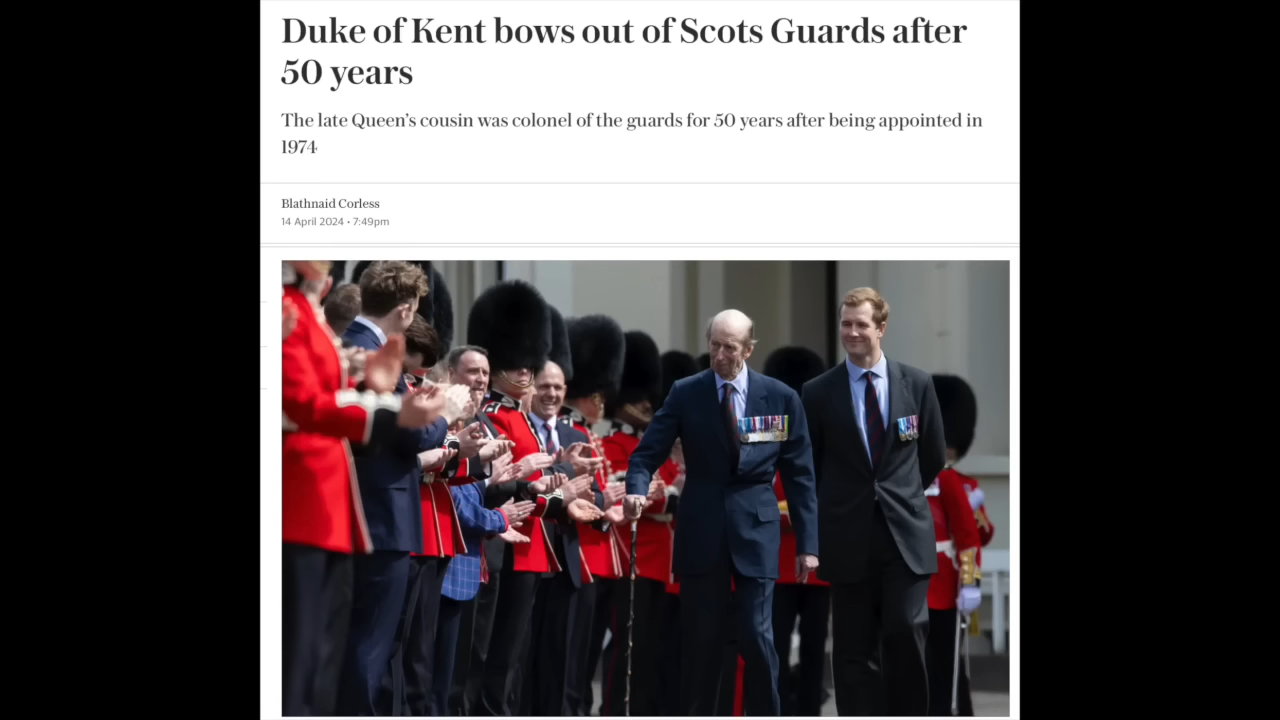 Duke of Kent bows out of Scots Guards after
50 years
The late Queen's cousin was colonel of the guards for 50 years after being appointed in
1974
Blathnaid Corless
14 April 2024 • 7:49pm